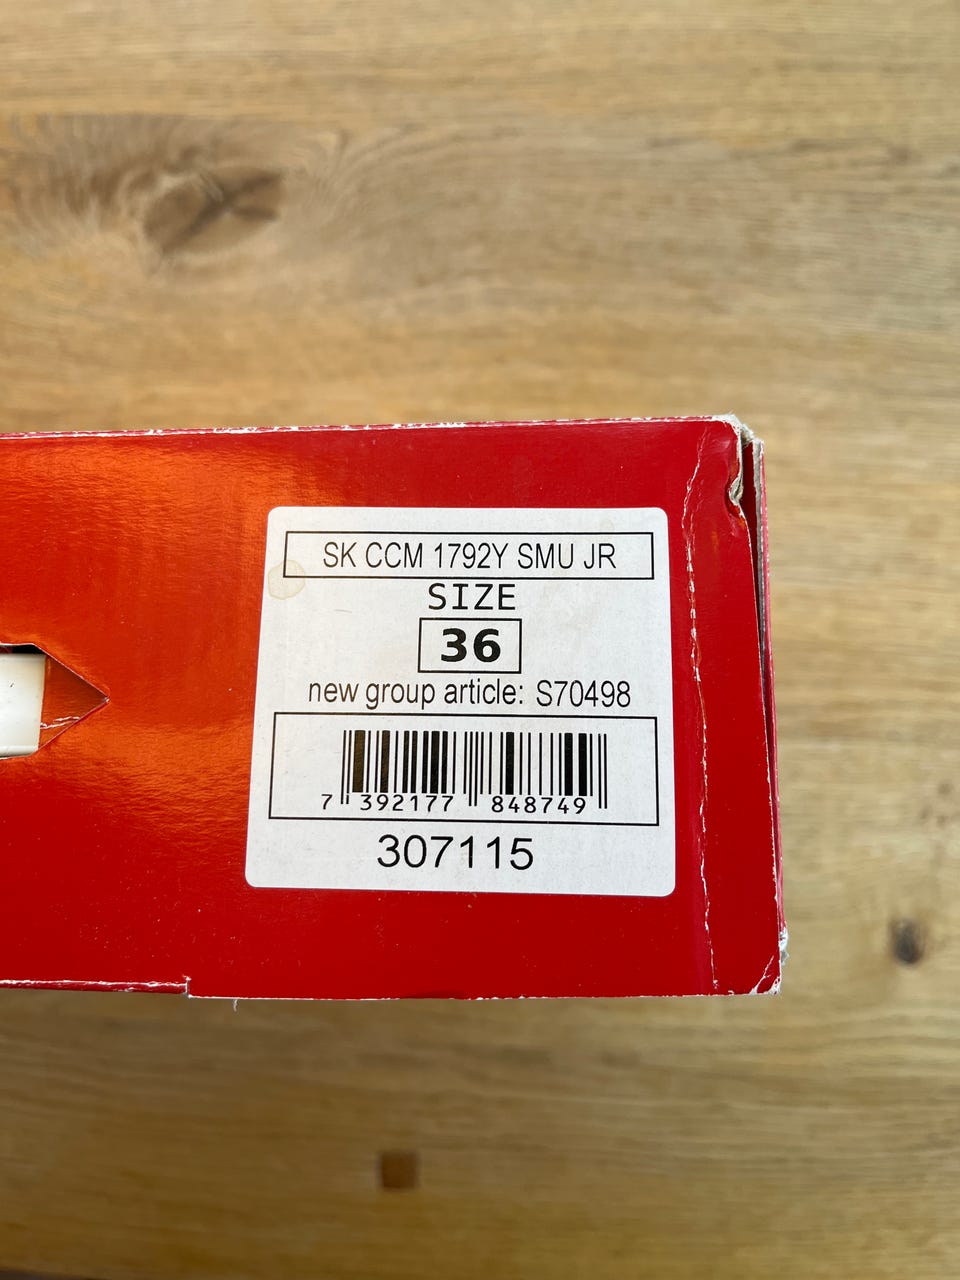 SK CCM 1792Y SMU JR
SIZE
36
new group article: S70498
7 392177 848749
307115